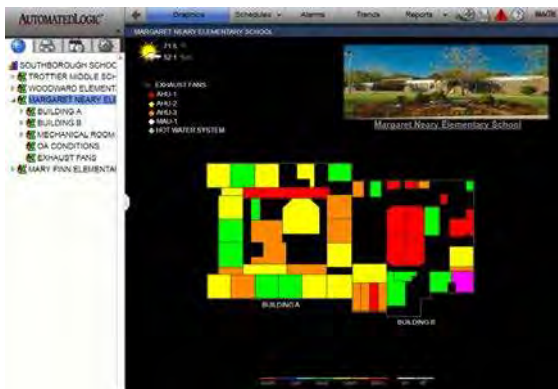 AUTOMATEDLOGIC®
Graphics Schedules Alarms Trends Reports
MARGARET NEARY ELEMENTARY SCHOOL
SOUTHBOROUGH SCHOO
TROTTIER MIDDLE SCH
WOODWARD ELEMENT
MARGARET NEARY ELE
BUILDING A
BUILDING B
MECHANICAL ROOM
OA CONDITIONS
EXHAUST FANS
MARY FINN ELEMENTA
EXHAUST FANS
AHU-1
AHU-2
AHU-3
MAU-1
HOT WATER SYSTEM
Margaret Neary Elementary School
BUILDING A
BUILDING B